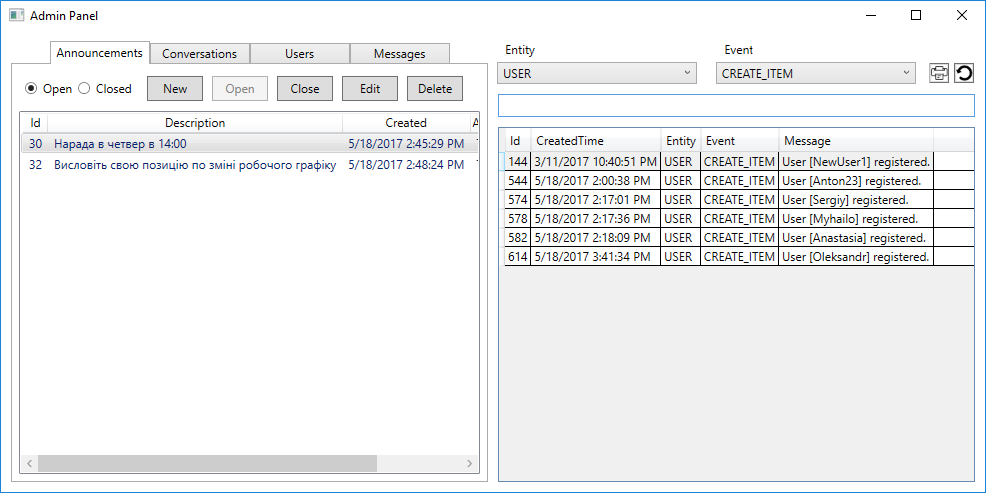 Admin Panel
Announcements Conversations Users Messages
Open Closed New Open Close Edit Delete
Id Description Created A
30 Нарада в четвер в 14:00 5/18/2017 2:45:29 PM
32 Висловіть свою позицію по зміні робочого графіку 5/18/2017 2:48:24 PM
Entity Event
USER CREATE_ITEM
Id CreatedTime Entity Event Message
144 3/11/2017 10:40:51 PM USER CREATE_ITEM User [NewUser1] registered.
544 5/18/2017 2:00:38 PM USER CREATE_ITEM User [Anton23] registered.
574 5/18/2017 2:17:01 PM USER CREATE_ITEM User [Sergiy] registered.
578 5/18/2017 2:17:36 PM USER CREATE_ITEM User [Myhailo] registered.
582 5/18/2017 2:18:09 PM USER CREATE_ITEM User [Anastasia] registered.
614 5/18/2017 3:41:34 PM USER CREATE_ITEM User [Oleksandr] registered.